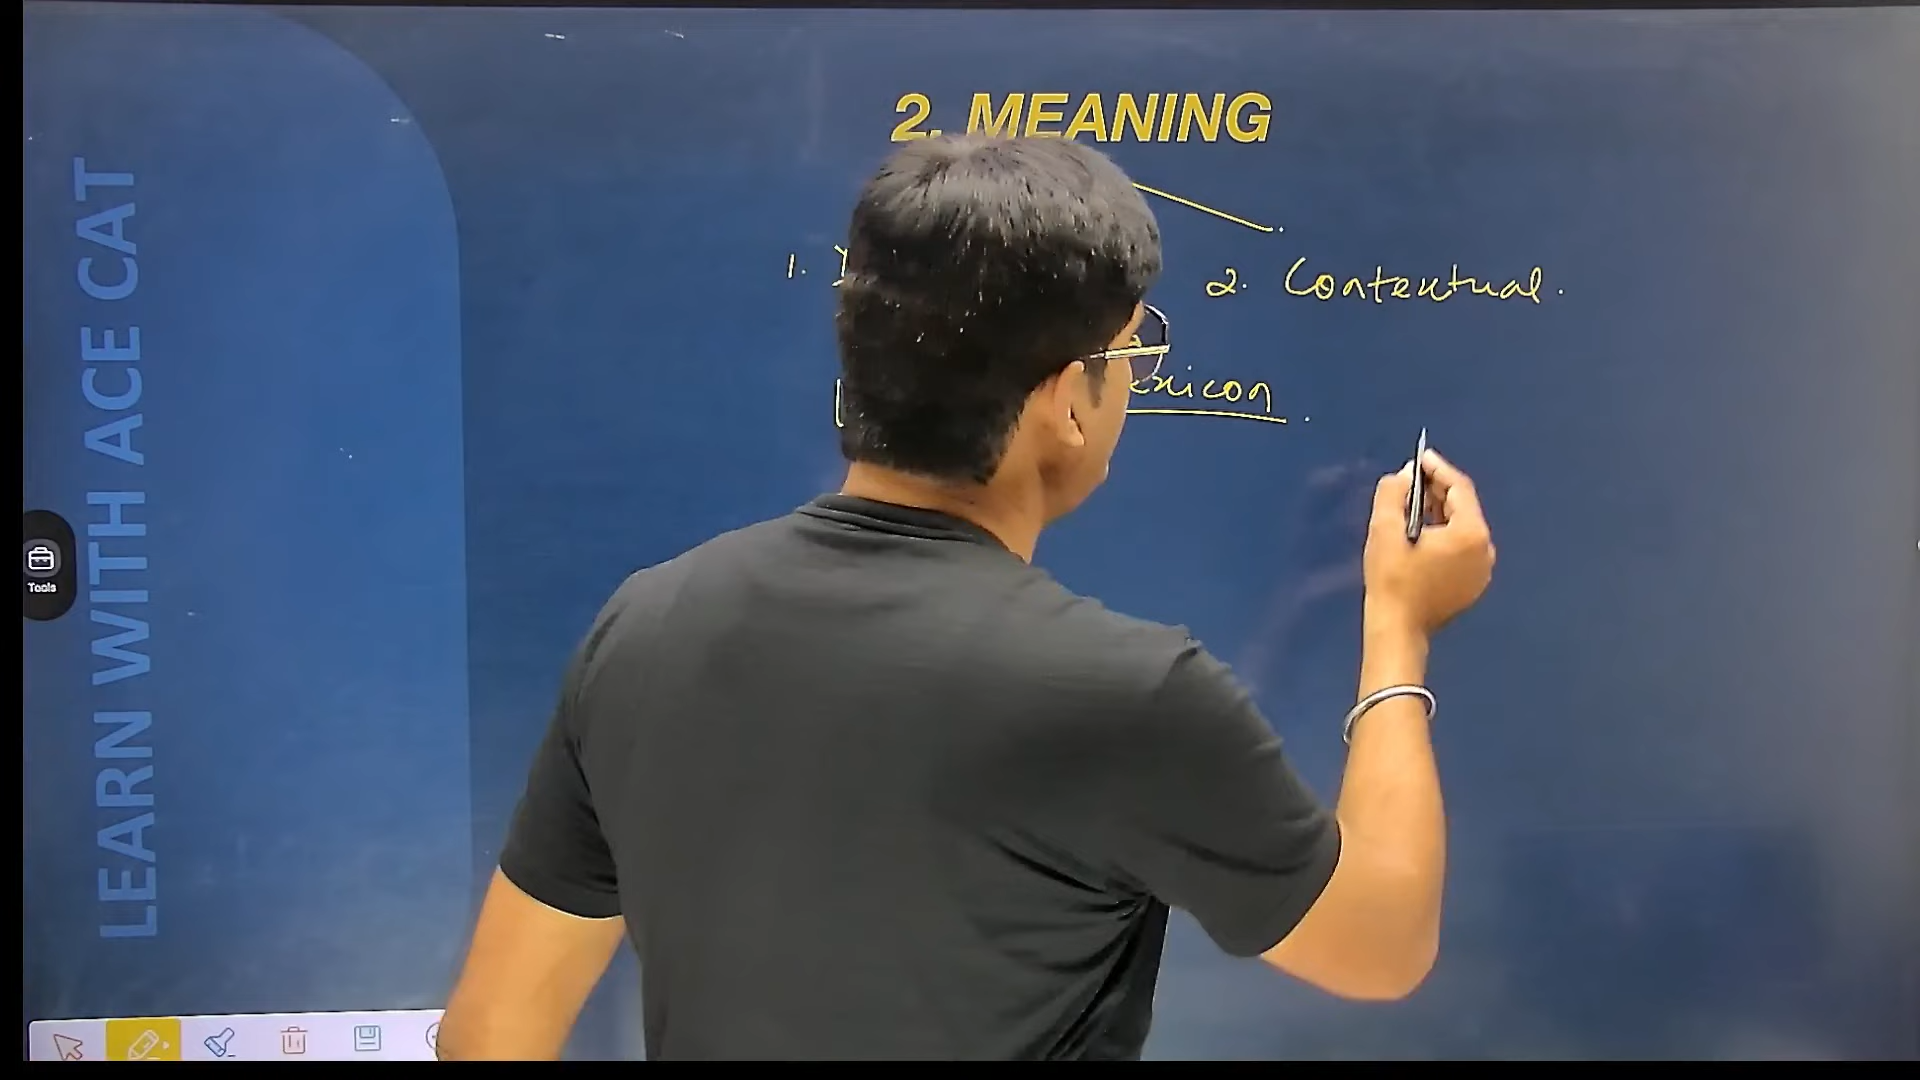 2. MEANING
1.
2. Contextual.
LEARN WITH ACE CAT
Tools